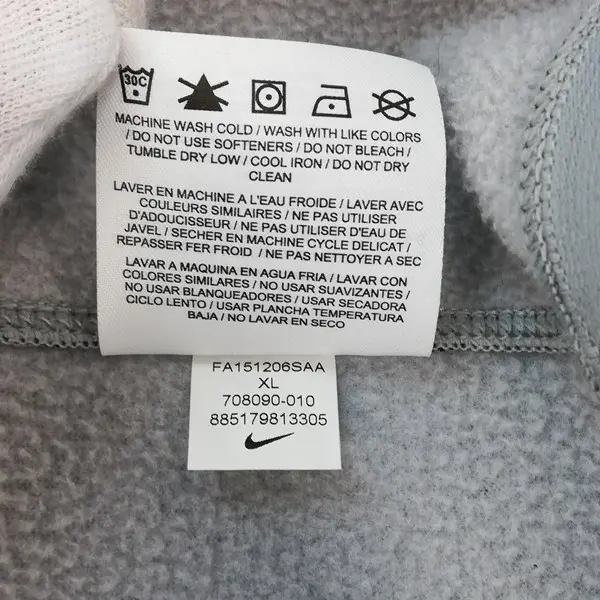 30C
MACHINE WASH COLD / WASH WITH LIKE COLORS
/ DO NOT USE SOFTENERS / DO NOT BLEACH /
TUMBLE DRY LOW / COOL IRON / DO NOT DRY
CLEAN
LAVER EN MACHINE A L'EAU FROIDE / LAVER AVEC
COULEURS SIMILAIRES / NE PAS UTILISER
D'ADOUCISSEUR / NE PAS UTILISER D'EAU DE
JAVEL / SECHER EN MACHINE CYCLE DELICAT /
REPASSER FER FROID / NE PAS NETTOYER A SEC
LAVAR A MAQUINA EN AGUA FRIA / LAVAR CON
COLORES SIMILARES / NO USAR SUAVIZANTES /
NO USAR BLANQUEADORES / USAR SECADORA
CICLO LENTO / USAR PLANCHA TEMPERATURA
BAJA / NO LAVAR EN SECO
FA151206SAA
XL
708090-010
885179813305